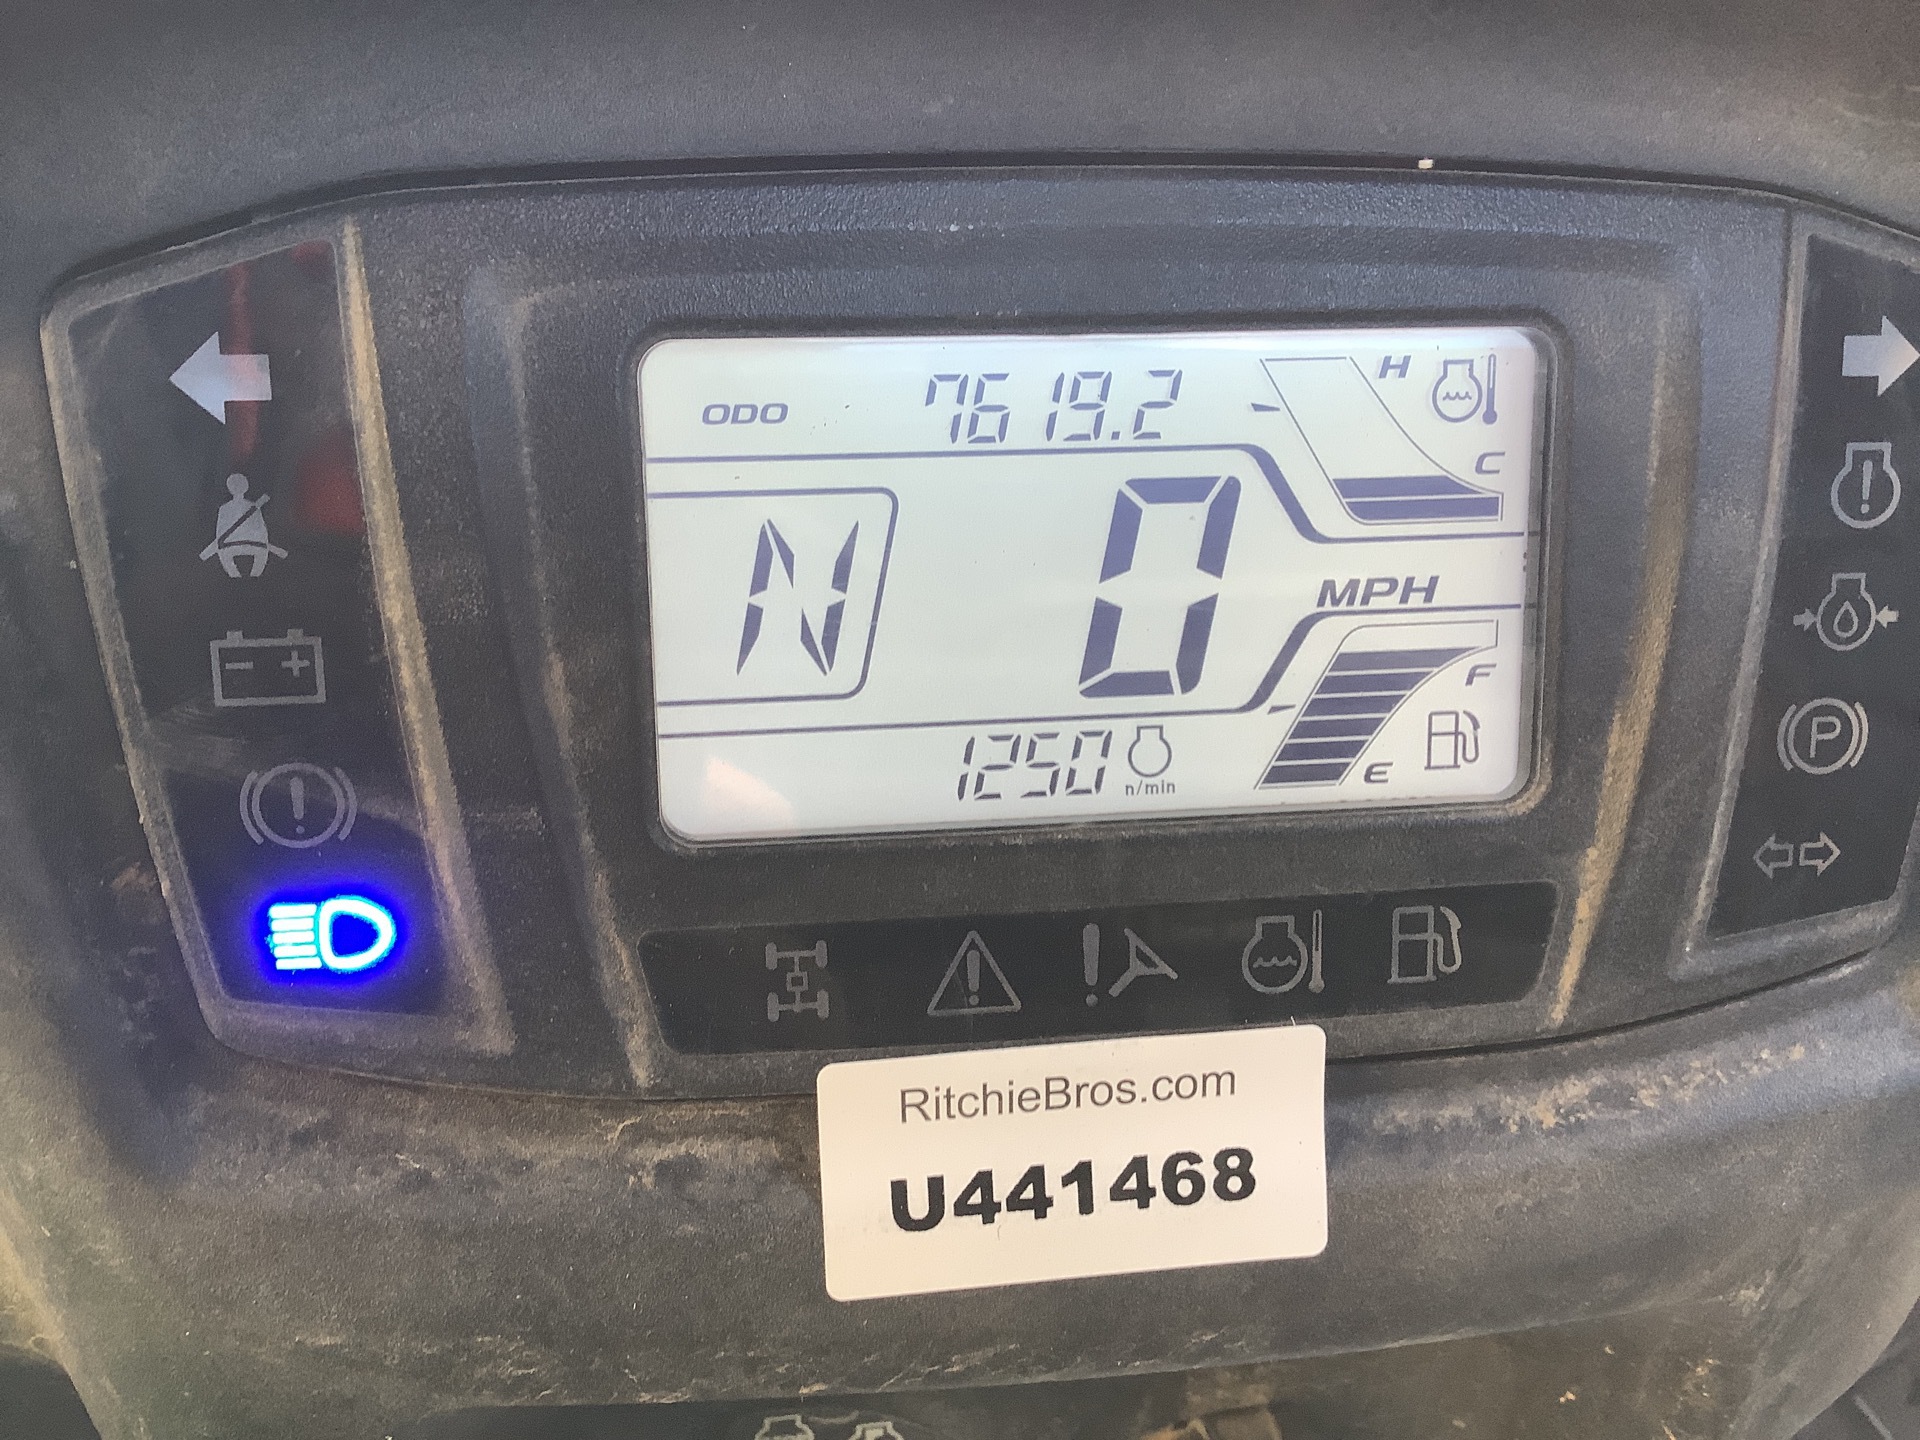 ODO 7619.2
H
C
N 0 MPH
F
1250 n/min
E
P
RitchieBros.com
U441468